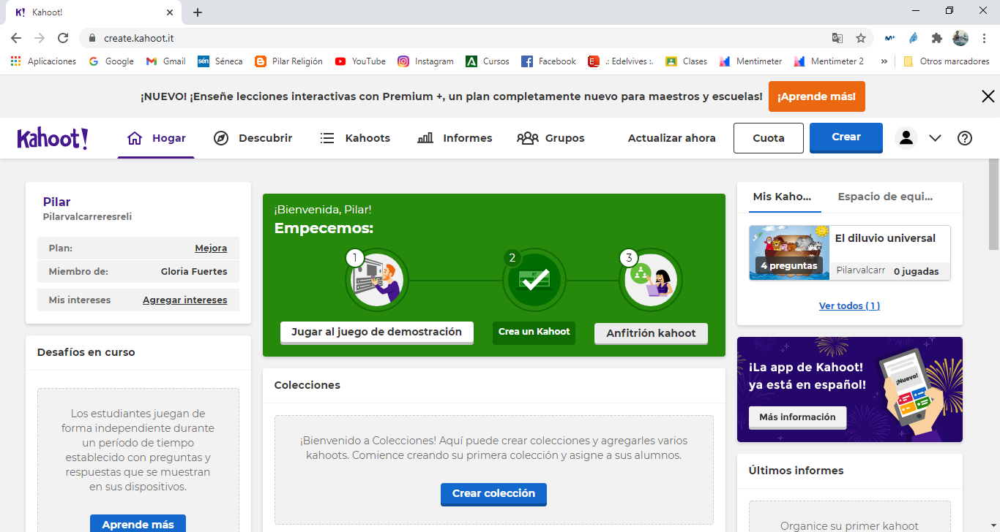 Kahoot!
create.kahoot.it
Aplicaciones
Google
Gmail
sén Séneca
Pilar Religión
YouTube
Instagram
Cursos
Facebook
.: Edelvives :.
Clases
Mentimeter
Mentimeter 2
»
Otros marcadores
¡NUEVO! ¡Enseñe lecciones interactivas con Premium +, un plan completamente nuevo para maestros y escuelas!
¡Aprende más!
Kahoot!
Hogar
Descubrir
Kahoots
Informes
Grupos
Actualizar ahora
Cuota
Crear
Pilar
Pilarvalcarreresreli
Plan: Mejora
Miembro de: Gloria Fuertes
Mis intereses Agregar intereses
Desafíos en curso
Los estudiantes juegan de
forma independiente durante
un período de tiempo
establecido con preguntas y
respuestas que se muestran
en sus dispositivos.
Aprende más
¡Bienvenida, Pilar!
Empecemos:
1
2
3
Jugar al juego de demostración
Crea un Kahoot
Anfitrión kahoot
Colecciones
¡Bienvenido a Colecciones! Aquí puede crear colecciones y agregarles varios
kahoots. Comience creando su primera colección y asigne a sus alumnos.
Crear colección
Mis Kaho...
Espacio de equi...
El diluvio universal
4 preguntas
Pilarvalcarr
0 jugadas
Ver todos ( 1 )
¡La app de Kahoot!
ya está en español!
Más información
¡Nuevo!
Últimos informes
Organice su primer kahoot